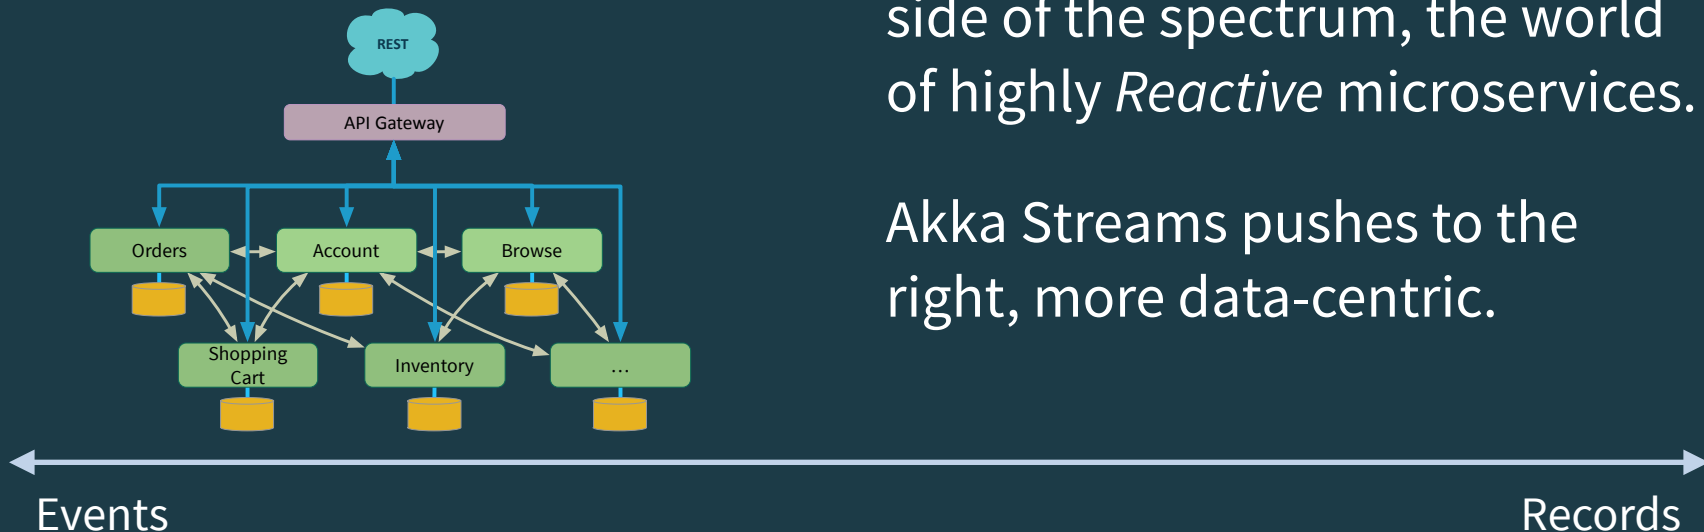 REST
API Gateway
Orders
Account
Browse
Shopping
Cart
Inventory
…
side of the spectrum, the world
of highly Reactive microservices.
Akka Streams pushes to the
right, more data-centric.
Events
Records